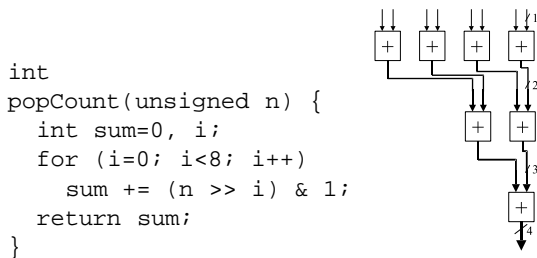 int
popCount(unsigned n) {
int sum=0, i;
for (i=0; i<8; i++)
sum += (n >> i) & 1;
return sum;
}
1
+ + + +
2
+ +
3
+
4